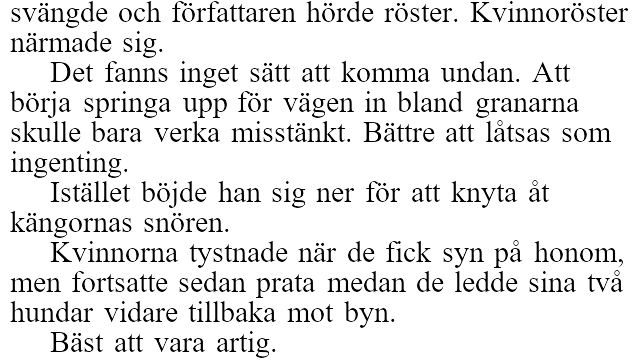 svängde och författaren hörde röster. Kvinnoröster
närmade sig.
Det fanns inget sätt att komma undan. Att
börja springa upp för vägen in bland granarna
skulle bara verka misstänkt. Bättre att låtsas som
ingenting.
Istället böjde han sig ner för att knyta åt
kängornas snören.
Kvinnorna tystnade när de fick syn på honom,
men fortsatte sedan prata medan de ledde sina två
hundar vidare tillbaka mot byn.
Bäst att vara artig.